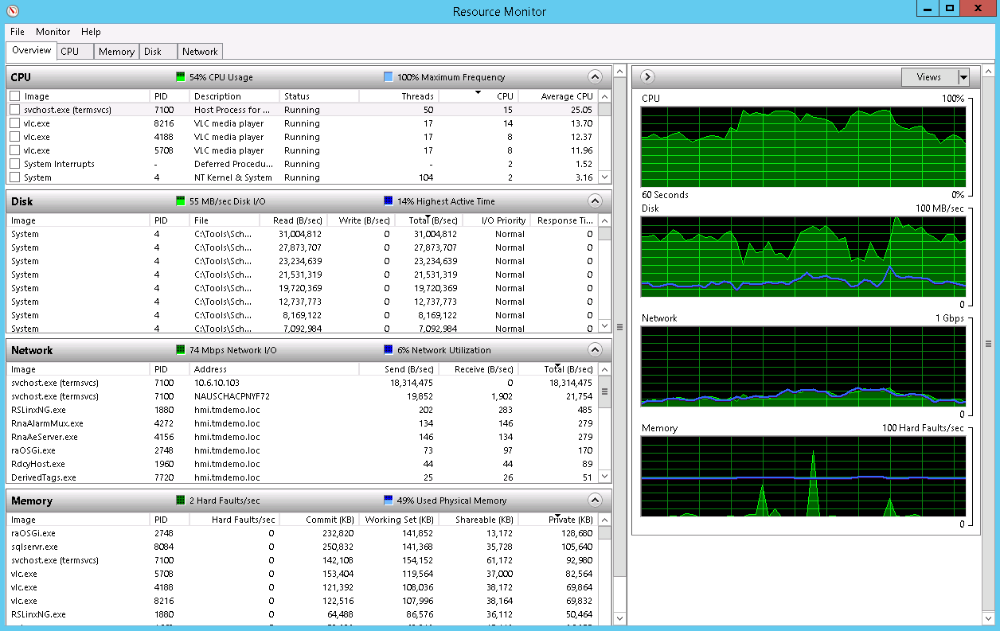 Resource Monitor
File Monitor Help
Overview CPU Memory Disk Network
CPU 54% CPU Usage 100% Maximum Frequency
Image PID Description Status Threads CPU Average CPU
svchost.exe (termsvcs) 7100 Host Process for ... Running 50 15 25.05
vlc.exe 8216 VLC media player Running 17 14 13.70
vlc.exe 4188 VLC media player Running 17 8 12.37
vlc.exe 5708 VLC media player Running 17 8 11.96
System Interrupts - Deferred Procedu... Running - 2 1.52
System 4 NT Kernel & System Running 104 2 3.16
Disk 55 MB/sec Disk I/O 14% Highest Active Time
Image PID File Read (B/sec) Write (B/sec) Total (B/sec) I/O Priority Response Ti...
System 4 C:\Tools\Sch... 31,004,812 0 31,004,812 Normal 0
System 4 C:\Tools\Sch... 27,873,707 0 27,873,707 Normal 0
System 4 C:\Tools\Sch... 23,234,639 0 23,234,639 Normal 0
System 4 C:\Tools\Sch... 21,531,319 0 21,531,319 Normal 0
System 4 C:\Tools\Sch... 19,720,369 0 19,720,369 Normal 0
System 4 C:\Tools\Sch... 12,737,773 0 12,737,773 Normal 0
System 4 C:\Tools\Sch... 8,169,122 0 8,169,122 Normal 0
System 4 C:\Tools\Sch... 7,092,984 0 7,092,984 Normal 0
Network 74 Mbps Network I/O 6% Network Utilization
Image PID Address Send (B/sec) Receive (B/sec) Total (B/sec)
svchost.exe (termsvcs) 7100 10.6.10.103 18,314,475 0 18,314,475
svchost.exe (termsvcs) 7100 NAUSCHACPNYF72 19,852 1,902 21,754
RSLinxNG.exe 1880 hmi.tmdemo.loc 202 283 485
RnaAlarmMux.exe 4272 hmi.tmdemo.loc 134 146 279
RnaAeServer.exe 4156 hmi.tmdemo.loc 146 134 279
raOSGi.exe 2748 hmi.tmdemo.loc 73 97 170
RdcyHost.exe 1960 hmi.tmdemo.loc 44 44 89
DerivedTags.exe 7720 hmi.tmdemo.loc 25 26 51
Memory 2 Hard Faults/sec 49% Used Physical Memory
Image PID Hard Faults/sec Commit (KB) Working Set (KB) Shareable (KB) Private (KB)
raOSGi.exe 2748 0 232,820 141,852 13,172 128,680
sqlservr.exe 8084 0 250,832 141,368 35,728 105,640
svchost.exe (termsvcs) 7100 0 142,108 154,152 61,172 92,980
vlc.exe 5708 0 153,404 119,564 37,000 82,564
vlc.exe 4188 0 121,392 108,036 38,172 69,864
vlc.exe 8216 0 122,516 107,996 38,164 69,832
RSLinxNG.exe 1880 0 64,488 86,576 36,112 50,464
Views
CPU 100%
60 Seconds 0%
Disk 100 MB/sec
0
Network 1 Gbps
0
Memory 100 Hard Faults/sec
0